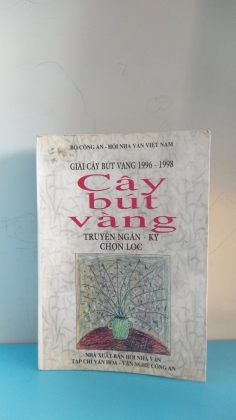 BỘ CÔNG AN - HỘI NHÀ VĂN VIỆT NAM
GIẢI CÂY BÚT VÀNG 1996 - 1998
Cây
bút
vàng
TRUYỆN NGẮN - KÝ
CHỌN LỌC
NHÀ XUẤT BẢN HỘI NHÀ VĂN
TẠP CHÍ VĂN HÓA - VĂN NGHỆ CÔNG AN